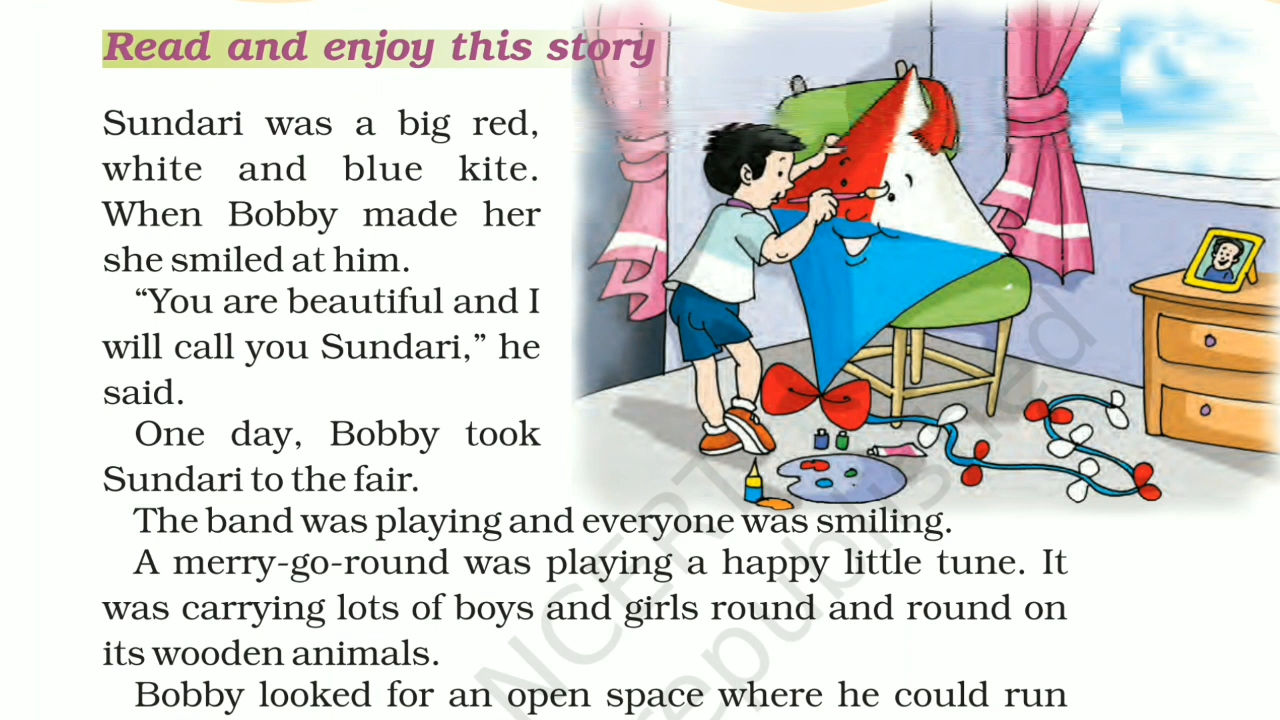 Read and enjoy this story
Sundari was a big red,
white and blue kite.
When Bobby made her
she smiled at him.
“You are beautiful and I
will call you Sundari,” he
said.
One day, Bobby took
Sundari to the fair.
The band was playing and everyone was smiling.
A merry-go-round was playing a happy little tune. It
was carrying lots of boys and girls round and round on
its wooden animals.
Bobby looked for an open space where he could run
NCERT
republished